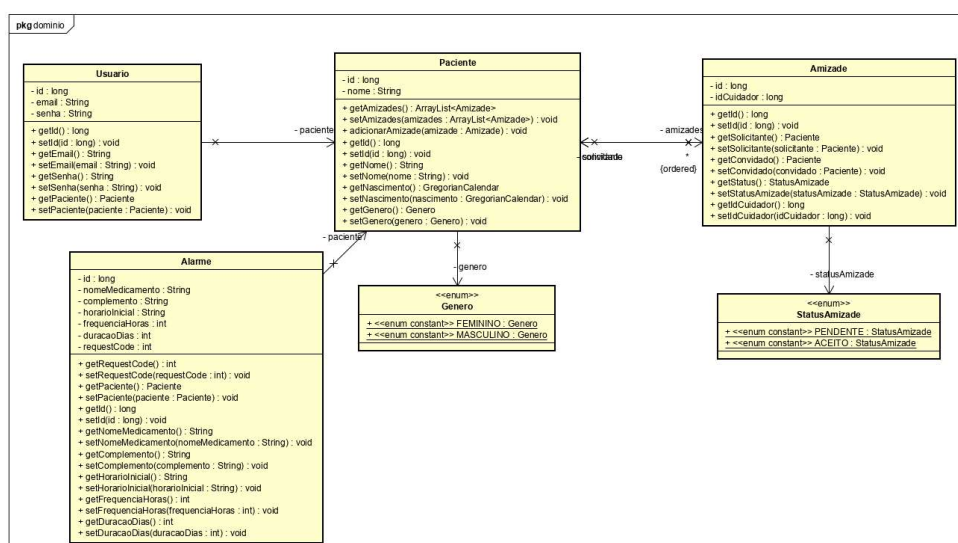 pkg dominio
Usuario
- id : long
- email : String
- senha : String
+ getId() : long
+ setId(id : long) : void
+ getEmail() : String
+ setEmail(email : String) : void
+ getSenha() : String
+ setSenha(senha : String) : void
+ getPaciente() : Paciente
+ setPaciente(paciente : Paciente) : void
- paciente
Paciente
- id : long
- nome : String
+ getAmizades() : ArrayList<Amizade>
+ setAmizades(amizades : ArrayList<Amizade>) : void
+ adicionarAmizade(amizade : Amizade) : void
+ getId() : long
+ setId(id : long) : void
+ getNome() : String
+ setNome(nome : String) : void
+ getNascimento() : GregorianCalendar
+ setNascimento(nascimento : GregorianCalendar) : void
+ getGenero() : Genero
+ setGenero(genero : Genero) : void
- amizades
*
{ordered}
Amizade
- id : long
- idCuidador : long
+ getId() : long
+ setId(id : long) : void
+ getSolicitante() : Paciente
+ setSolicitante(solicitante : Paciente) : void
+ getConvidado() : Paciente
+ setConvidado(convidado : Paciente) : void
+ getStatus() : StatusAmizade
+ setStatusAmizade(statusAmizade : StatusAmizade) : void
+ getIdCuidador() : long
+ setIdCuidador(idCuidador : long) : void
- paciente
Alarme
- id : long
- nomeMedicamento : String
- complemento : String
- horarioInicial : String
- frequenciaHoras : int
- duracaoDias : int
- requestCode : int
+ getRequestCode() : int
+ setRequestCode(requestCode : int) : void
+ getPaciente() : Paciente
+ setPaciente(paciente : Paciente) : void
+ getId() : long
+ setId(id : long) : void
+ getNomeMedicamento() : String
+ setNomeMedicamento(nomeMedicamento : String) : void
+ getComplemento() : String
+ setComplemento(complemento : String) : void
+ getHorarioInicial() : String
+ setHorarioInicial(horarioInicial : String) : void
+ getFrequenciaHoras() : int
+ setFrequenciaHoras(frequenciaHoras : int) : void
+ getDuracaoDias() : int
+ setDuracaoDias(duracaoDias : int) : void
- genero
<<enum>>
Genero
+ <<enum constant>> FEMININO : Genero
+ <<enum constant>> MASCULINO : Genero
- statusAmizade
<<enum>>
StatusAmizade
+ <<enum constant>> PENDENTE : StatusAmizade
+ <<enum constant>> ACEITO : StatusAmizade